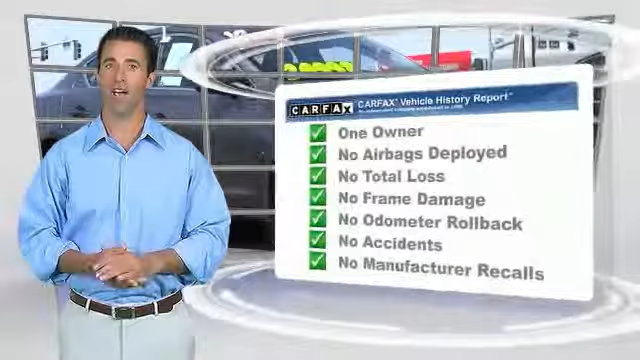 CARFAX CARFAX Vehicle History Report™
One Owner
No Airbags Deployed
No Total Loss
No Frame Damage
No Odometer Rollback
No Accidents
No Manufacturer Recalls